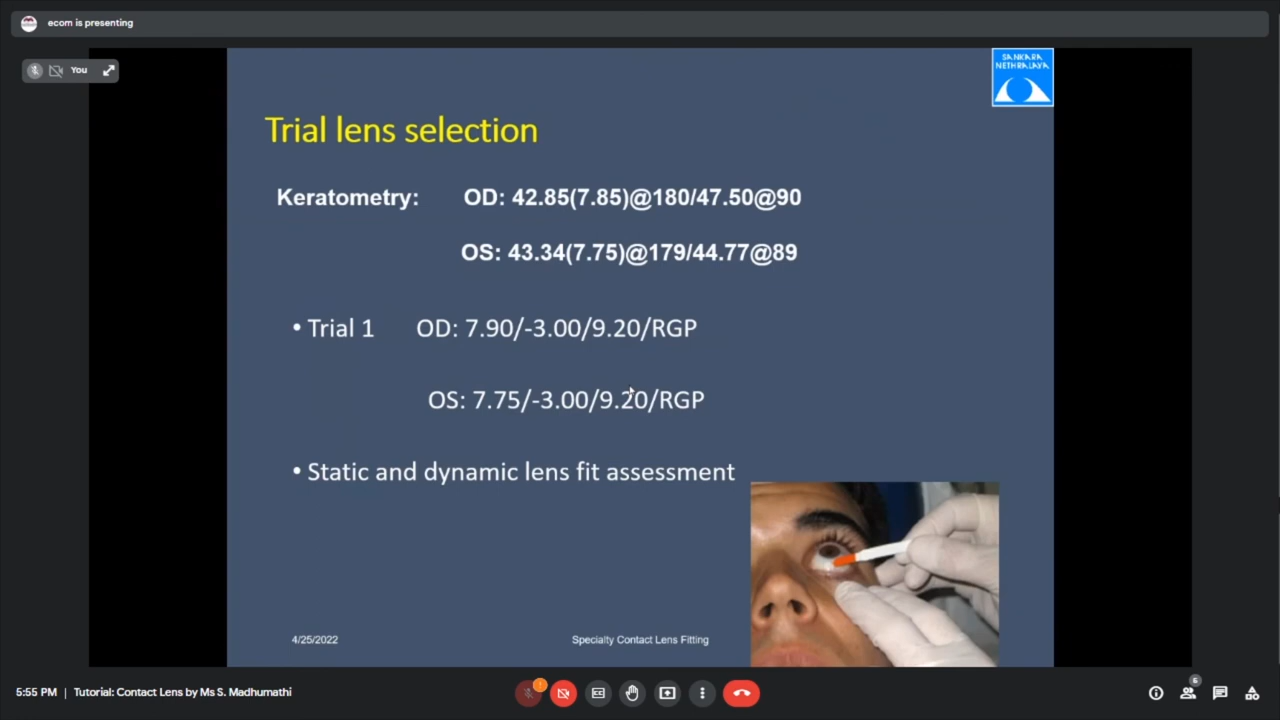 ecom is presenting
You
SANKARA
NETHRALAYA
Trial lens selection
Keratometry: OD: 42.85(7.85)@180/47.50@90
OS: 43.34(7.75)@179/44.77@89
• Trial 1 OD: 7.90/-3.00/9.20/RGP
OS: 7.75/-3.00/9.20/RGP
• Static and dynamic lens fit assessment
4/25/2022 Specialty Contact Lens Fitting
5:55 PM | Tutorial: Contact Lens by Ms S. Madhumathi
6